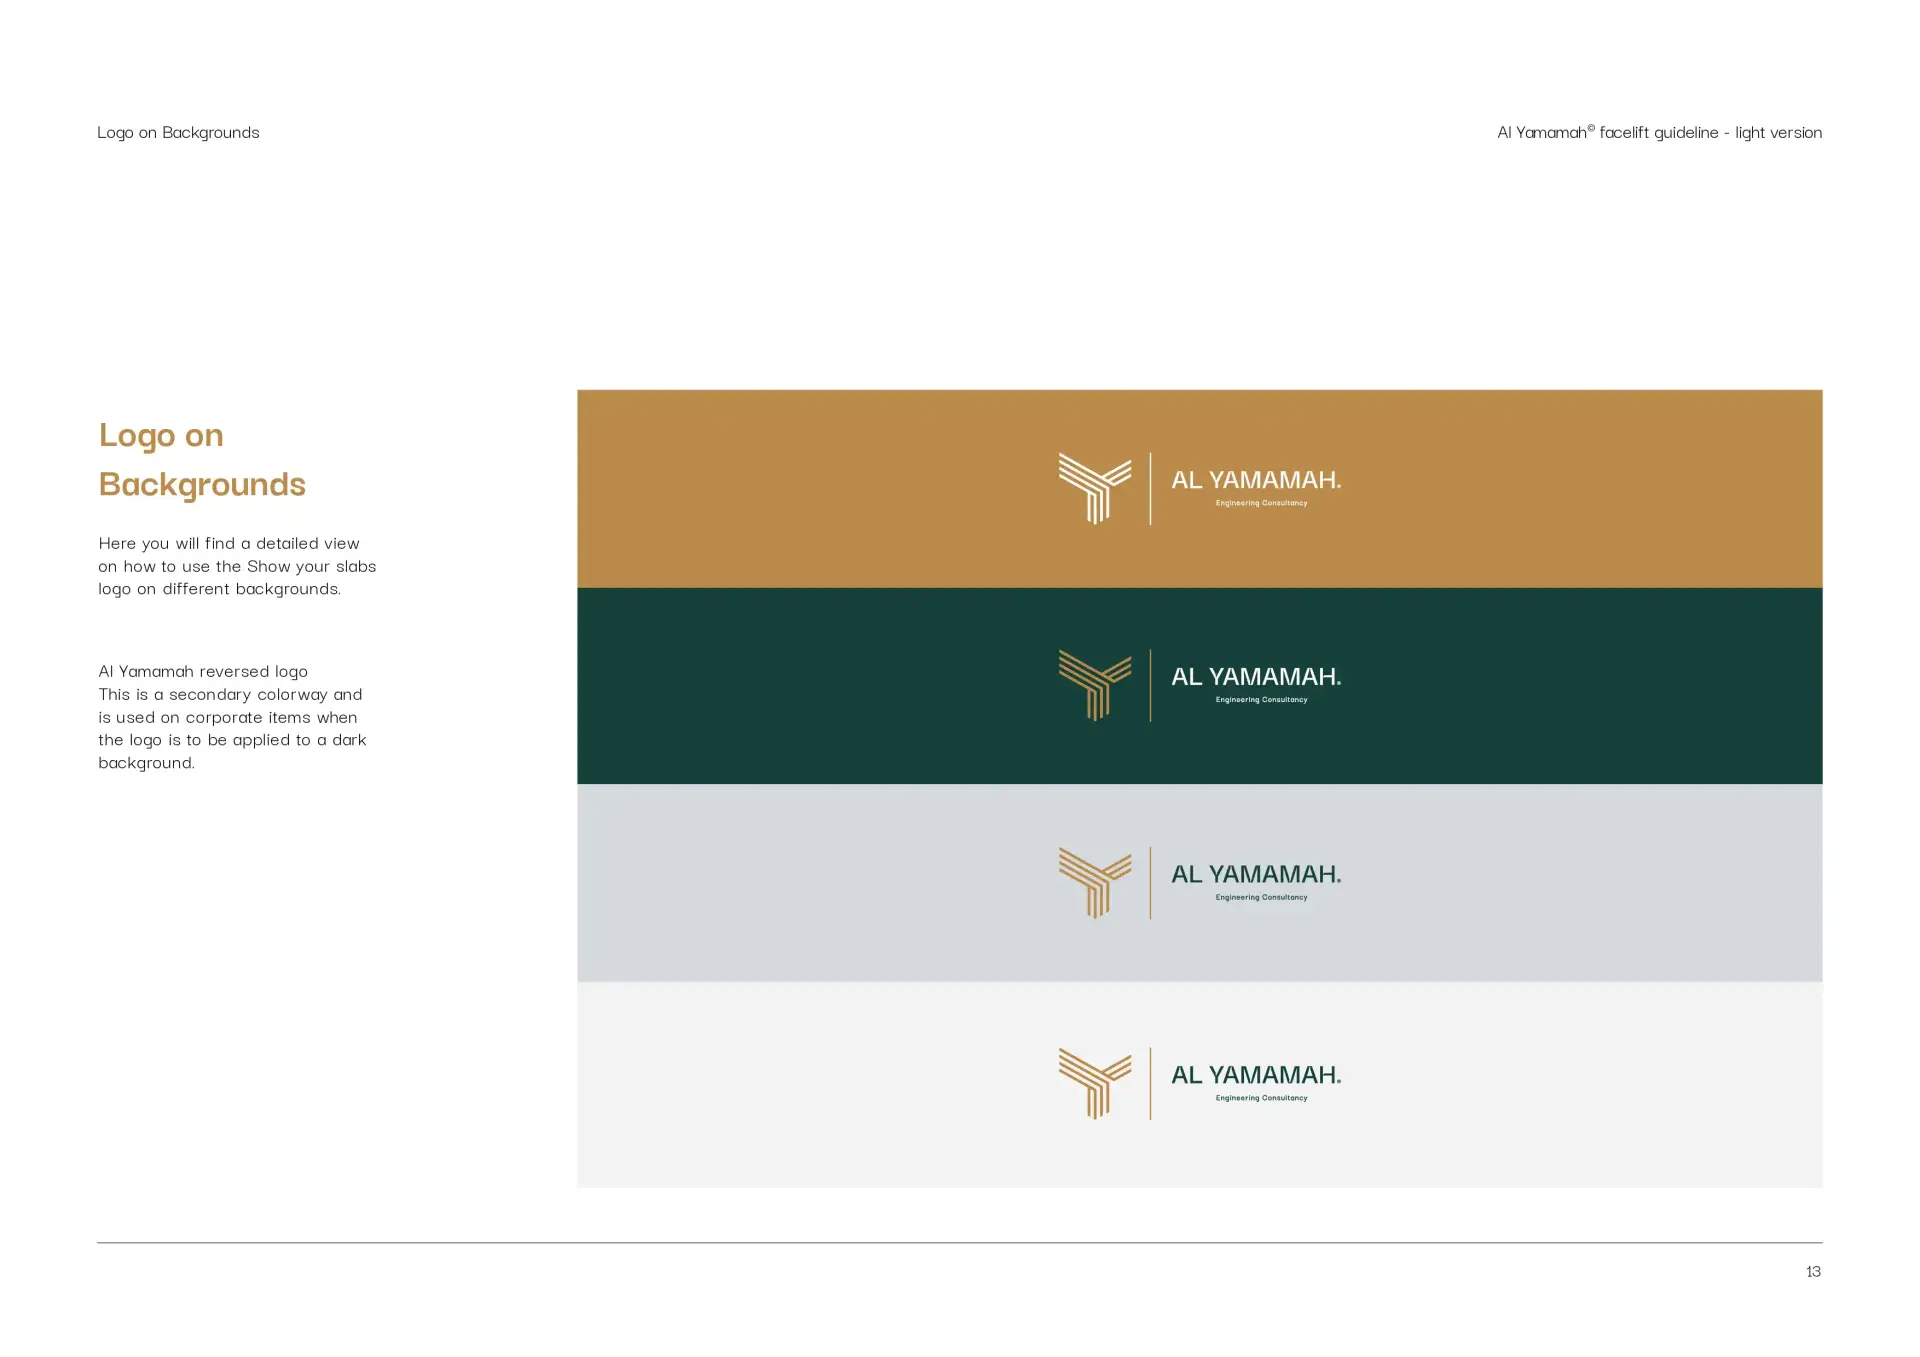 Logo on Backgrounds
Al Yamamah© facelift guideline - light version
Logo on
Backgrounds
Here you will find a detailed view
on how to use the Show your slabs
logo on different backgrounds.
Al Yamamah reversed logo
This is a secondary colorway and
is used on corporate items when
the logo is to be applied to a dark
background.
AL YAMAMAH.
Engineering Consultancy
AL YAMAMAH.
Engineering Consultancy
AL YAMAMAH.
Engineering Consultancy
AL YAMAMAH.
Engineering Consultancy
13